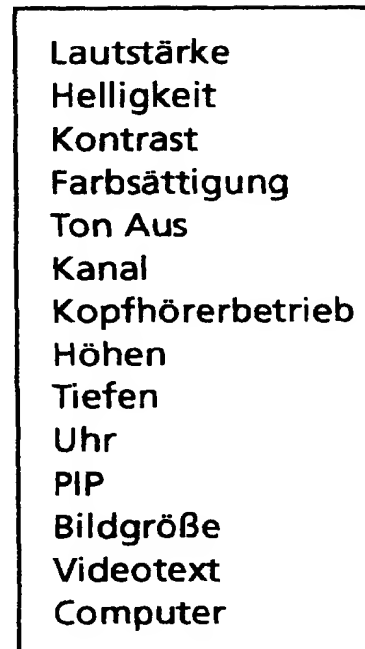 Lautstärke
Helligkeit
Kontrast
Farbsättigung
Ton Aus
Kanal
Kopfhörerbetrieb
Höhen
Tiefen
Uhr
PIP
Bildgröße
Videotext
Computer